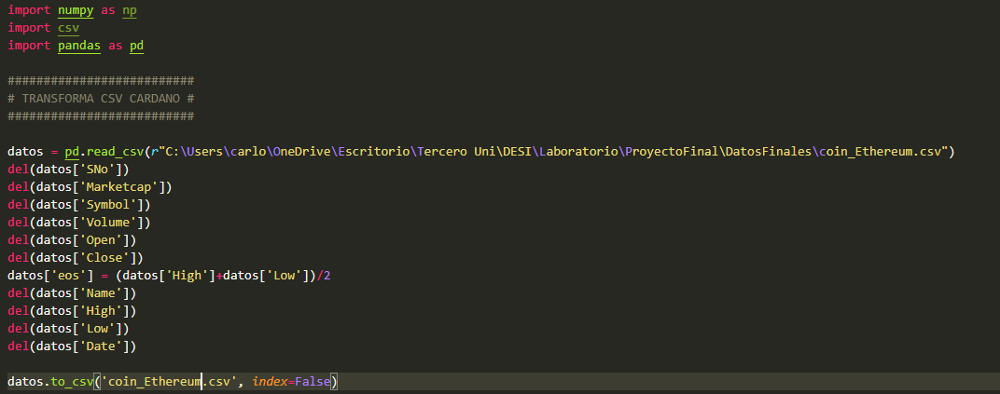 import numpy as np
import csv
import pandas as pd
##########################
# TRANSFORMA CSV CARDANO #
##########################
datos = pd.read_csv(r"C:\Users\carlo\OneDrive\Escritorio\Tercero Uni\DESI\Laboratorio\ProyectoFinal\DatosFinales\coin_Ethereum.csv")
del(datos['SNo'])
del(datos['Marketcap'])
del(datos['Symbol'])
del(datos['Volume'])
del(datos['Open'])
del(datos['Close'])
datos['eos'] = (datos['High']+datos['Low'])/2
del(datos['Name'])
del(datos['High'])
del(datos['Low'])
del(datos['Date'])
datos.to_csv('coin_Ethereum.csv', index=False)